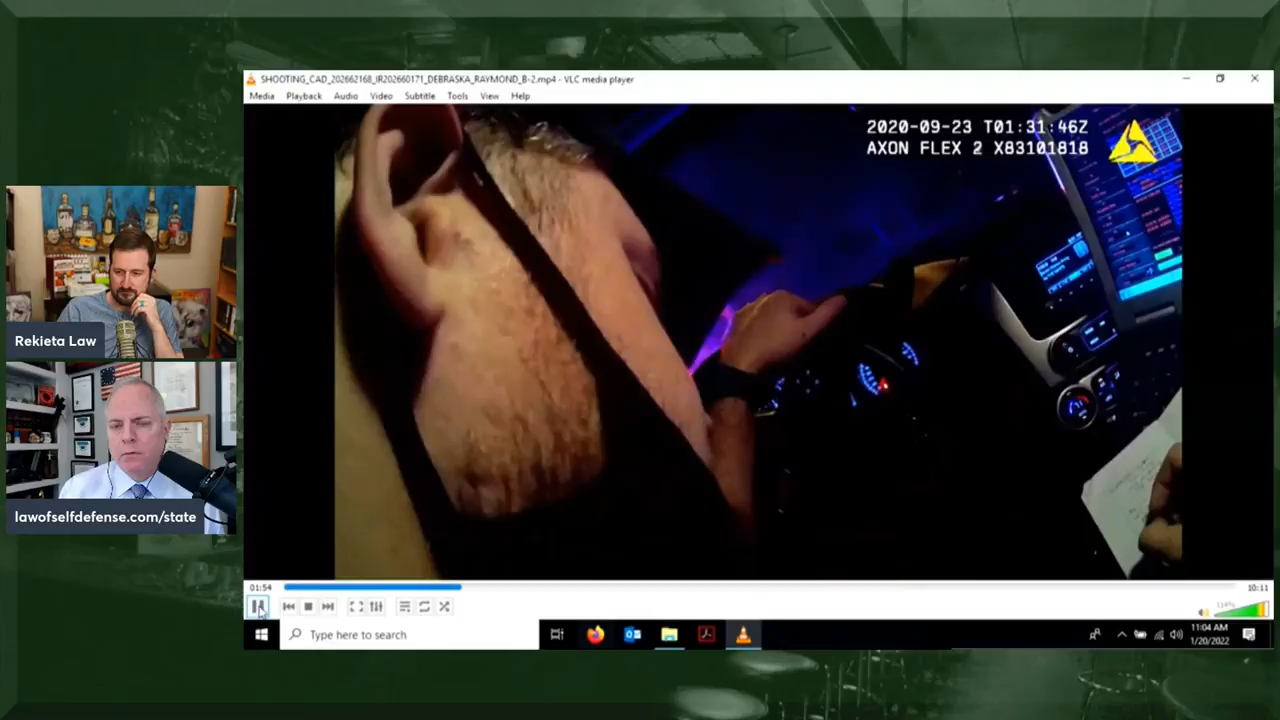 SHOOTING_CAD_202662168_IR202660171_DEBRASKA_RAYMOND_B-2.mp4 - VLC media player
Media Playback Audio Video Subtitle Tools View Help
2020-09-23 T01:31:46Z
AXON FLEX 2 X83101818
Rekieta Law
lawofselfdefense.com/state
01:54
10:11
114%
Type here to search
11:04 AM
1/20/2022